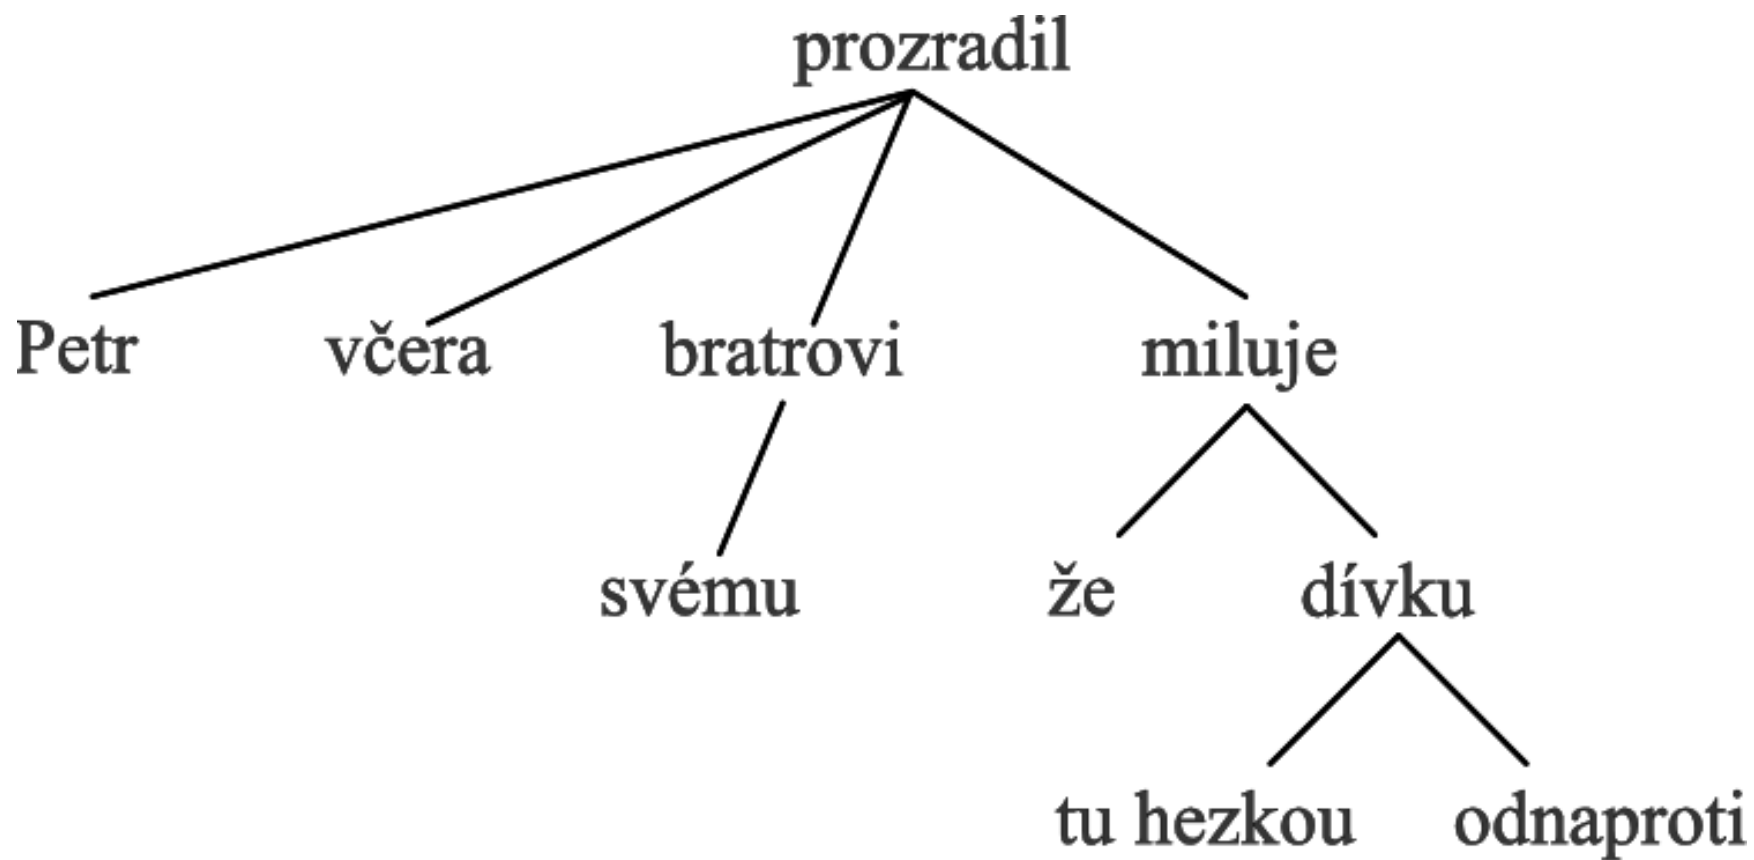 prozradil
Petr včera bratrovi miluje
svému že dívku
tu hezkou odnaproti